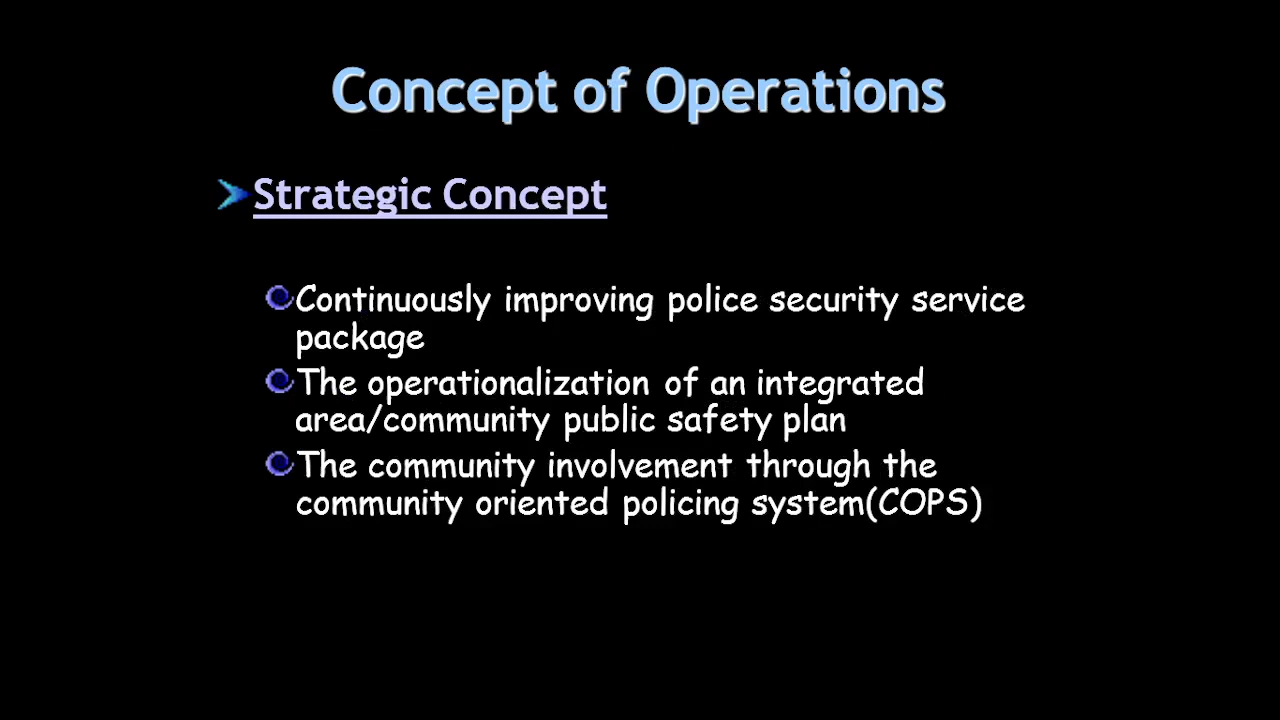 Concept of Operations
Strategic Concept
Continuously improving police security service
package
The operationalization of an integrated
area/community public safety plan
The community involvement through the
community oriented policing system(COPS)